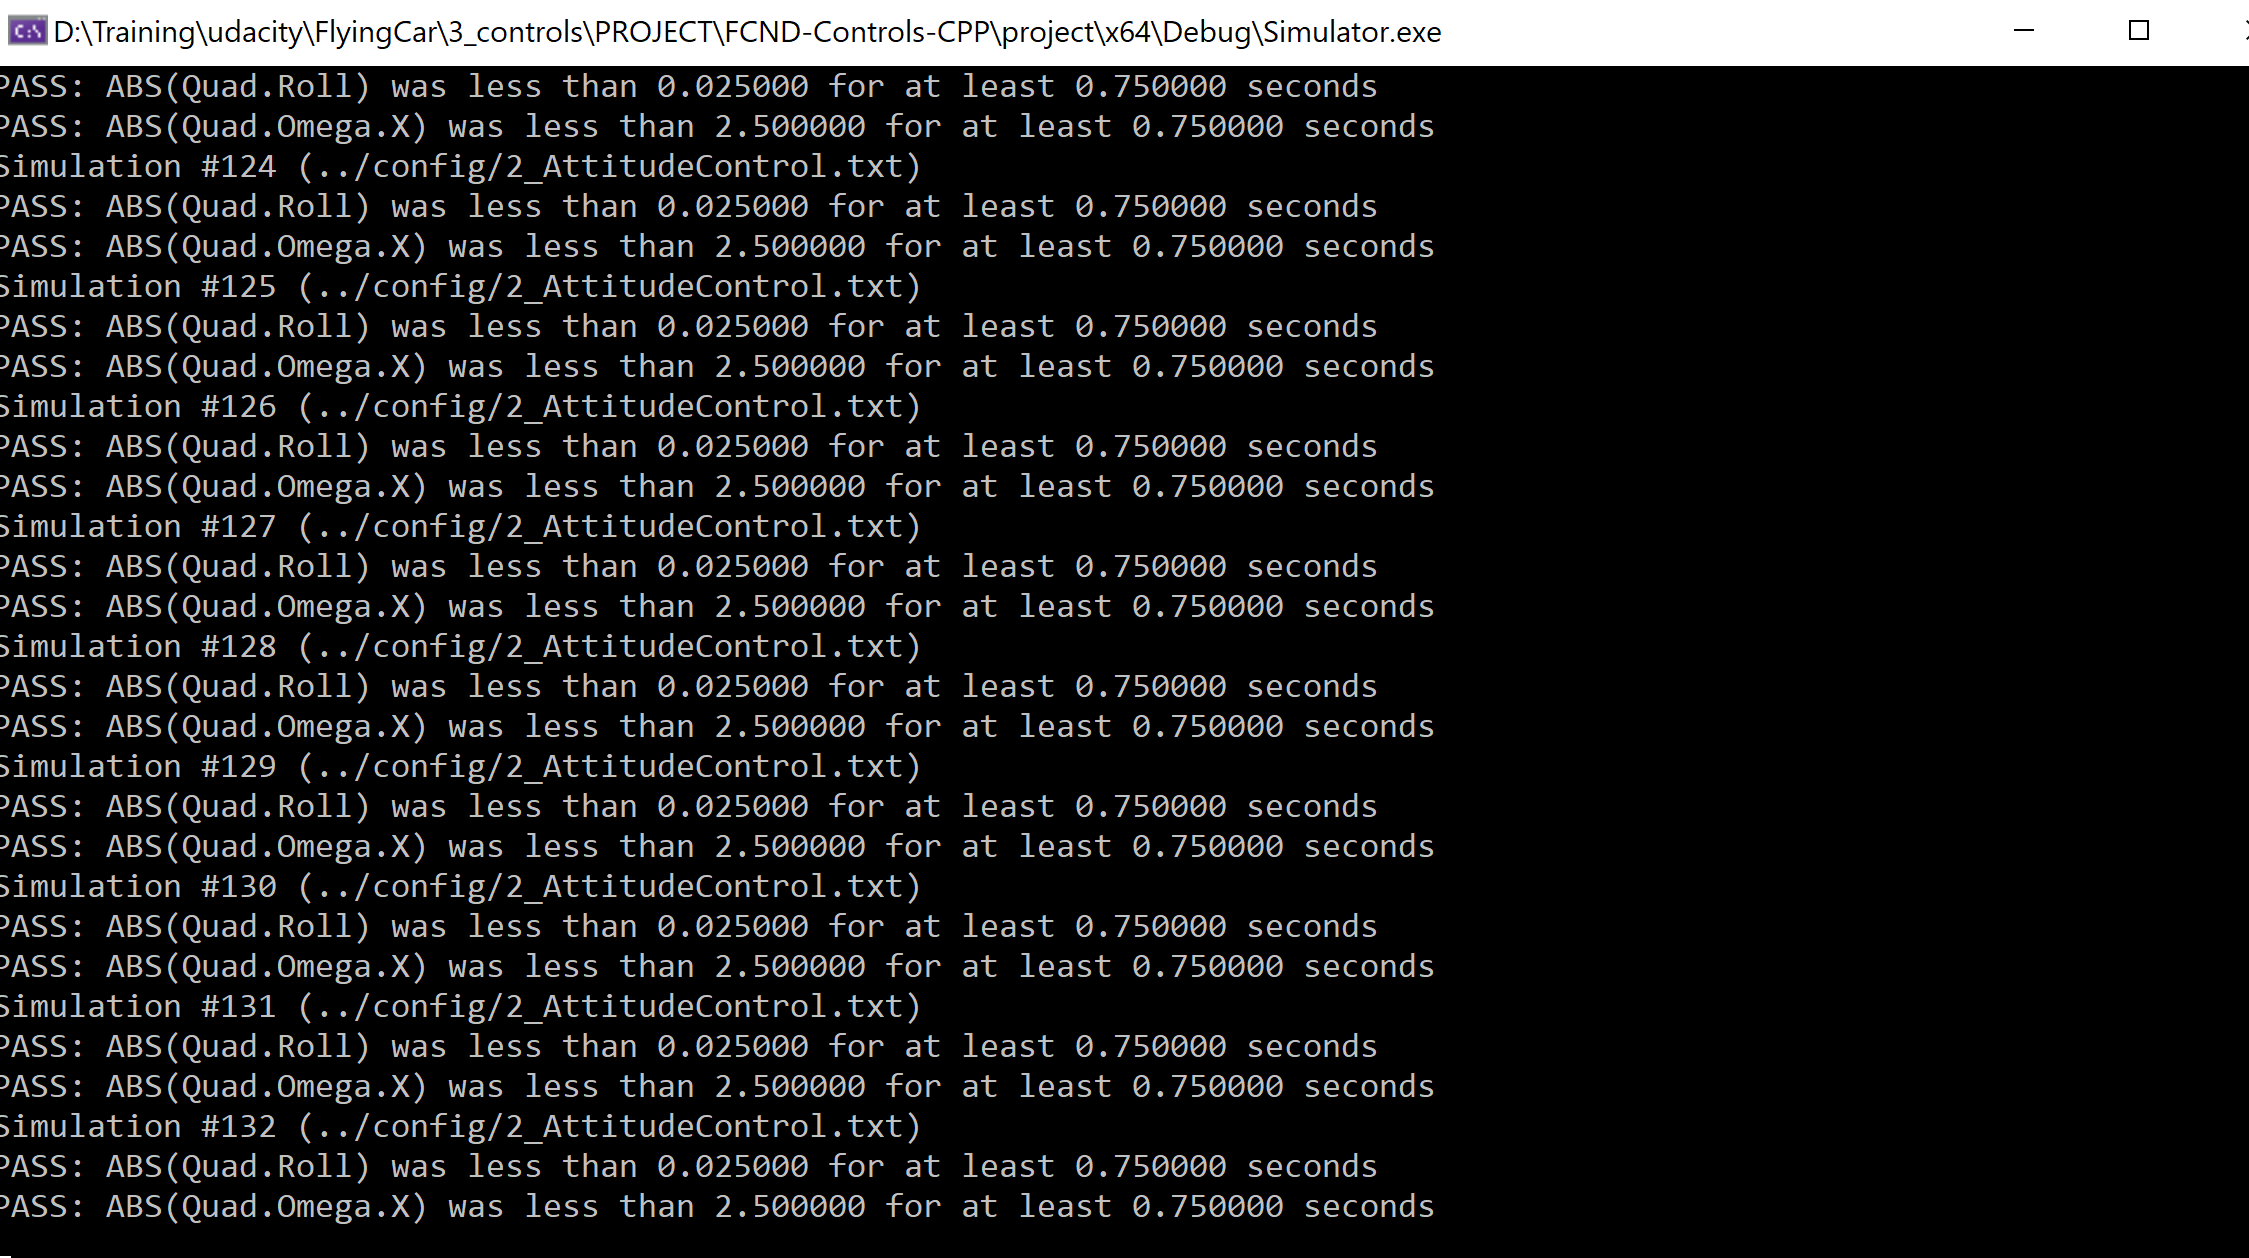 D:\Training\udacity\FlyingCar\3_controls\PROJECT\FCND-Controls-CPP\project\x64\Debug\Simulator.exe
PASS: ABS(Quad.Roll) was less than 0.025000 for at least 0.750000 seconds
PASS: ABS(Quad.Omega.X) was less than 2.500000 for at least 0.750000 seconds
Simulation #124 (../config/2_AttitudeControl.txt)
PASS: ABS(Quad.Roll) was less than 0.025000 for at least 0.750000 seconds
PASS: ABS(Quad.Omega.X) was less than 2.500000 for at least 0.750000 seconds
Simulation #125 (../config/2_AttitudeControl.txt)
PASS: ABS(Quad.Roll) was less than 0.025000 for at least 0.750000 seconds
PASS: ABS(Quad.Omega.X) was less than 2.500000 for at least 0.750000 seconds
Simulation #126 (../config/2_AttitudeControl.txt)
PASS: ABS(Quad.Roll) was less than 0.025000 for at least 0.750000 seconds
PASS: ABS(Quad.Omega.X) was less than 2.500000 for at least 0.750000 seconds
Simulation #127 (../config/2_AttitudeControl.txt)
PASS: ABS(Quad.Roll) was less than 0.025000 for at least 0.750000 seconds
PASS: ABS(Quad.Omega.X) was less than 2.500000 for at least 0.750000 seconds
Simulation #128 (../config/2_AttitudeControl.txt)
PASS: ABS(Quad.Roll) was less than 0.025000 for at least 0.750000 seconds
PASS: ABS(Quad.Omega.X) was less than 2.500000 for at least 0.750000 seconds
Simulation #129 (../config/2_AttitudeControl.txt)
PASS: ABS(Quad.Roll) was less than 0.025000 for at least 0.750000 seconds
PASS: ABS(Quad.Omega.X) was less than 2.500000 for at least 0.750000 seconds
Simulation #130 (../config/2_AttitudeControl.txt)
PASS: ABS(Quad.Roll) was less than 0.025000 for at least 0.750000 seconds
PASS: ABS(Quad.Omega.X) was less than 2.500000 for at least 0.750000 seconds
Simulation #131 (../config/2_AttitudeControl.txt)
PASS: ABS(Quad.Roll) was less than 0.025000 for at least 0.750000 seconds
PASS: ABS(Quad.Omega.X) was less than 2.500000 for at least 0.750000 seconds
Simulation #132 (../config/2_AttitudeControl.txt)
PASS: ABS(Quad.Roll) was less than 0.025000 for at least 0.750000 seconds
PASS: ABS(Quad.Omega.X) was less than 2.500000 for at least 0.750000 seconds